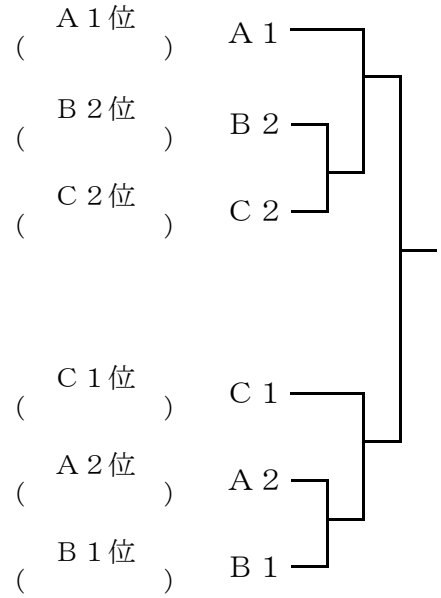 Ａ１位
(　　　　) Ａ１
Ｂ２位
(　　　　) Ｂ２
Ｃ２位
(　　　　) Ｃ２
Ｃ１位
(　　　　) Ｃ１
Ａ２位
(　　　　) Ａ２
Ｂ１位
(　　　　) Ｂ１